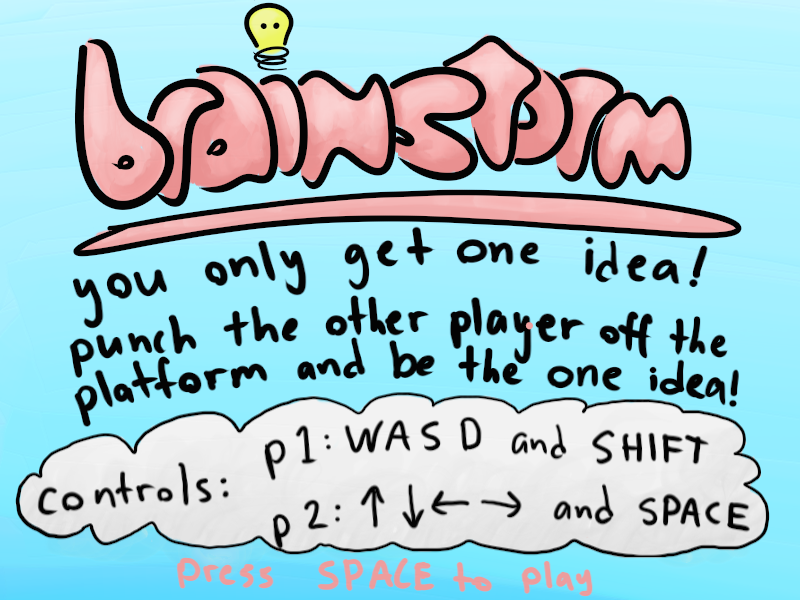 brainstorm
you only get one idea!
punch the other player off the
platform and be the one idea!
controls: p1: WASD and SHIFT
p2: ↑↓←→ and SPACE
press SPACE to play